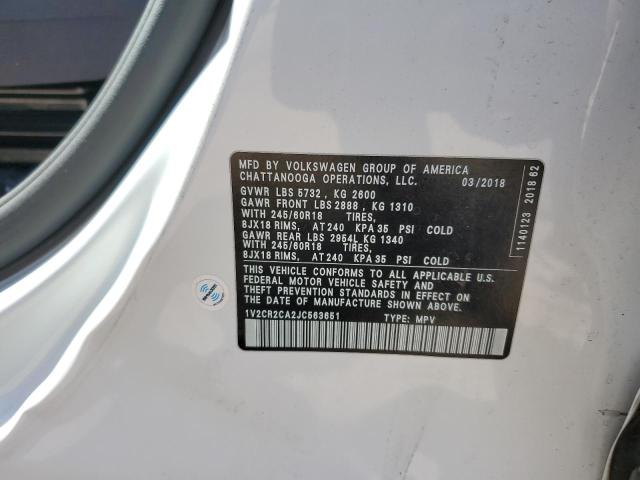 MFD BY VOLKSWAGEN GROUP OF AMERICA
CHATTANOOGA OPERATIONS, LLC. 03/2018
GVWR LBS 5732 , KG 2600
GAWR FRONT LBS 2888 , KG 1310
WITH 245/60R18 TIRES,
8JX18 RIMS, AT 240 KPA 35 PSI COLD
GAWR REAR LBS 2954L KG 1340
WITH 245/60R18 TIRES,
8JX18 RIMS, AT 240 KPA 35 PSI COLD
THIS VEHICLE CONFORMS TO ALL APPLICABLE U.S.
FEDERAL MOTOR VEHICLE SAFETY AND
THEFT PREVENTION STANDARDS IN EFFECT ON
THE DATE OF MANUFACTURE SHOWN
ABOVE.
1V2CR2CA2JC563651 TYPE: MPV
1140123 2018 62